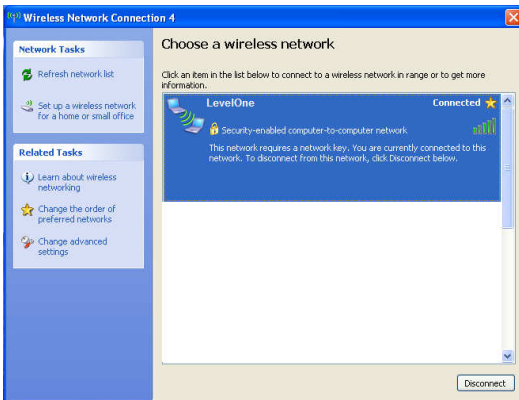 Wireless Network Connection 4
Network Tasks
Refresh network list
Set up a wireless network
for a home or small office
Related Tasks
Learn about wireless
networking
Change the order of
preferred networks
Change advanced
settings
Choose a wireless network
Click an item in the list below to connect to a wireless network in range or to get more
information.
LevelOne
Connected
Security-enabled computer-to-computer network
This network requires a network key. You are currently connected to this
network. To disconnect from this network, click Disconnect below.
Disconnect